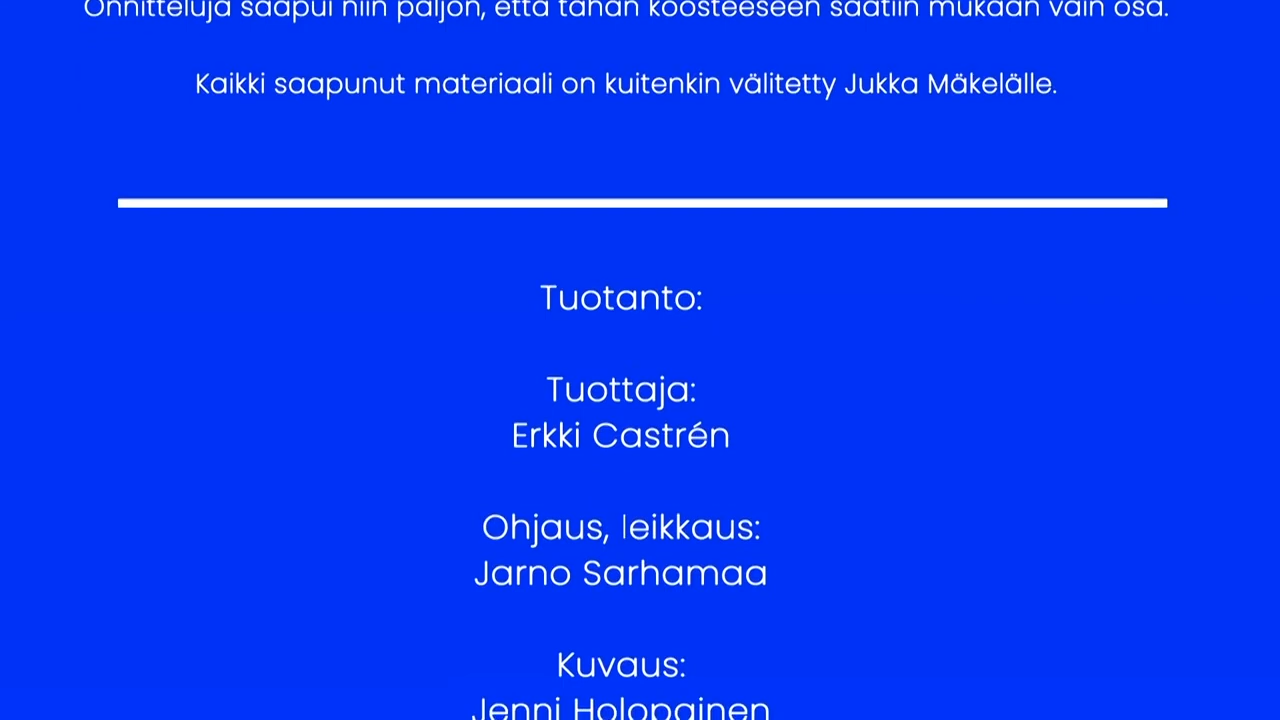 Onnitteluja saapui niin paljon, että tähän koosteeseen saatiin mukaan vain osa.
Kaikki saapunut materiaali on kuitenkin välitetty Jukka Mäkelälle.
Tuotanto:
Tuottaja:
Erkki Castrén
Ohjaus, leikkaus:
Jarno Sarhamaa
Kuvaus:
Jenni Holopainen